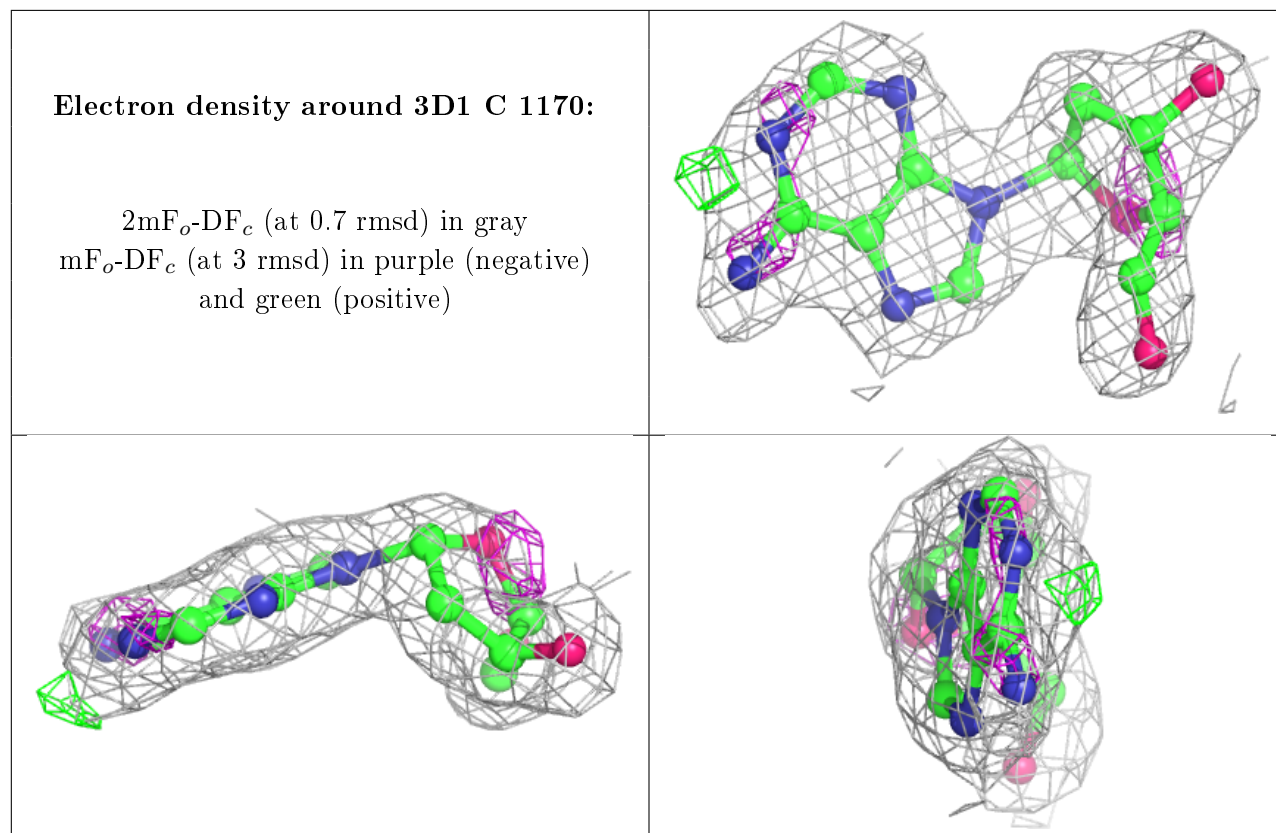 Electron density around 3D1 C 1170:
2mFₒ-DF𝒸 (at 0.7 rmsd) in gray
mFₒ-DF𝒸 (at 3 rmsd) in purple (negative)
and green (positive)